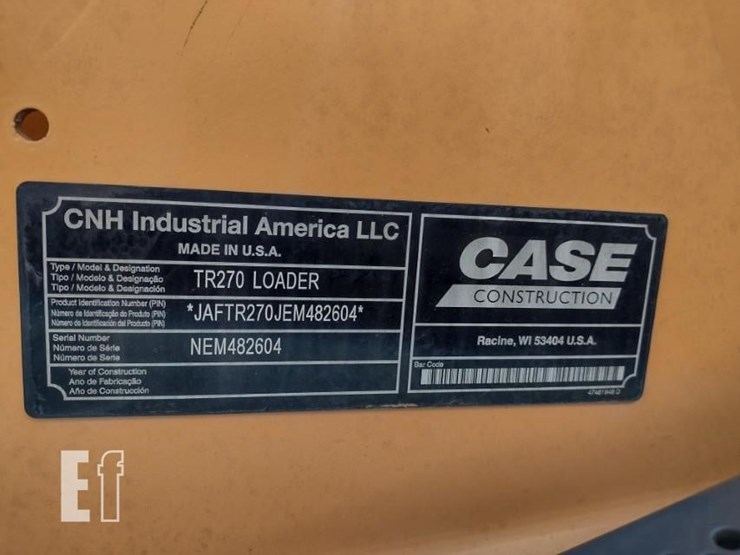 CNH Industrial America LLC
MADE IN U.S.A.
Type / Model & Designation
Tipo / Modelo & Designação
Tipo / Modelo & Designación
TR270 LOADER
Product Identification Number (PIN)
Número de Identificação do Produto (PIN)
Número de Identificación del Producto (PIN)
*JAFTR270JEM482604*
Serial Number
Número de Série
Número de Serie
NEM482604
Year of Construction
Ano de Fabricação
Año de Construcción
CASE
CONSTRUCTION
Racine, WI 53404 U.S.A.
Bar Code
Ef